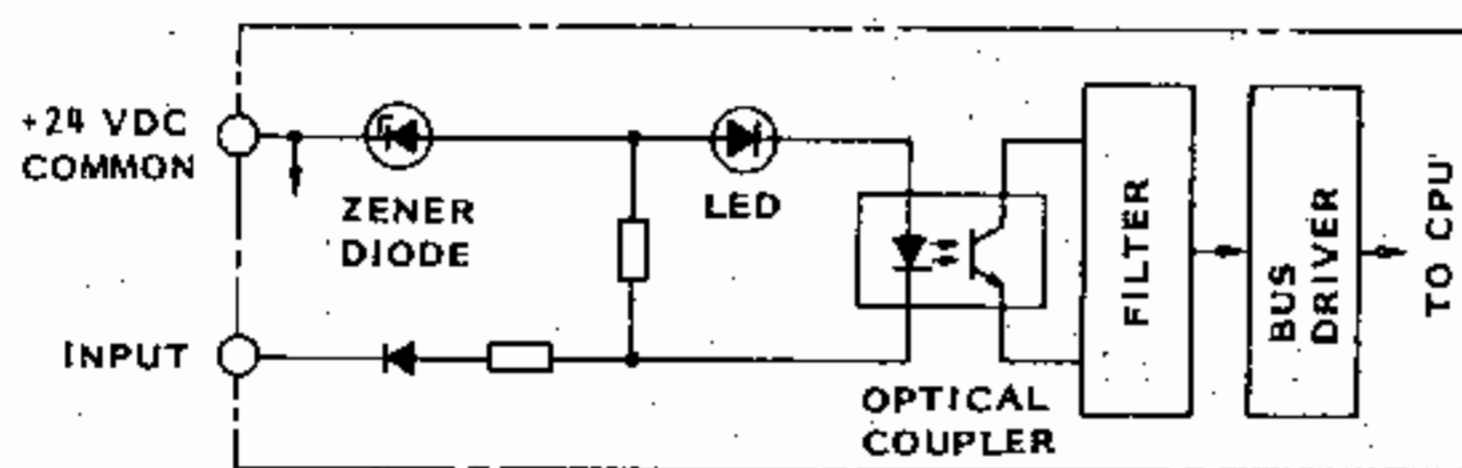 +24 VDC
COMMON
ZENER
DIODE
LED
INPUT
OPTICAL
COUPLER
FILTER
BUS
DRIVER
TO CPU